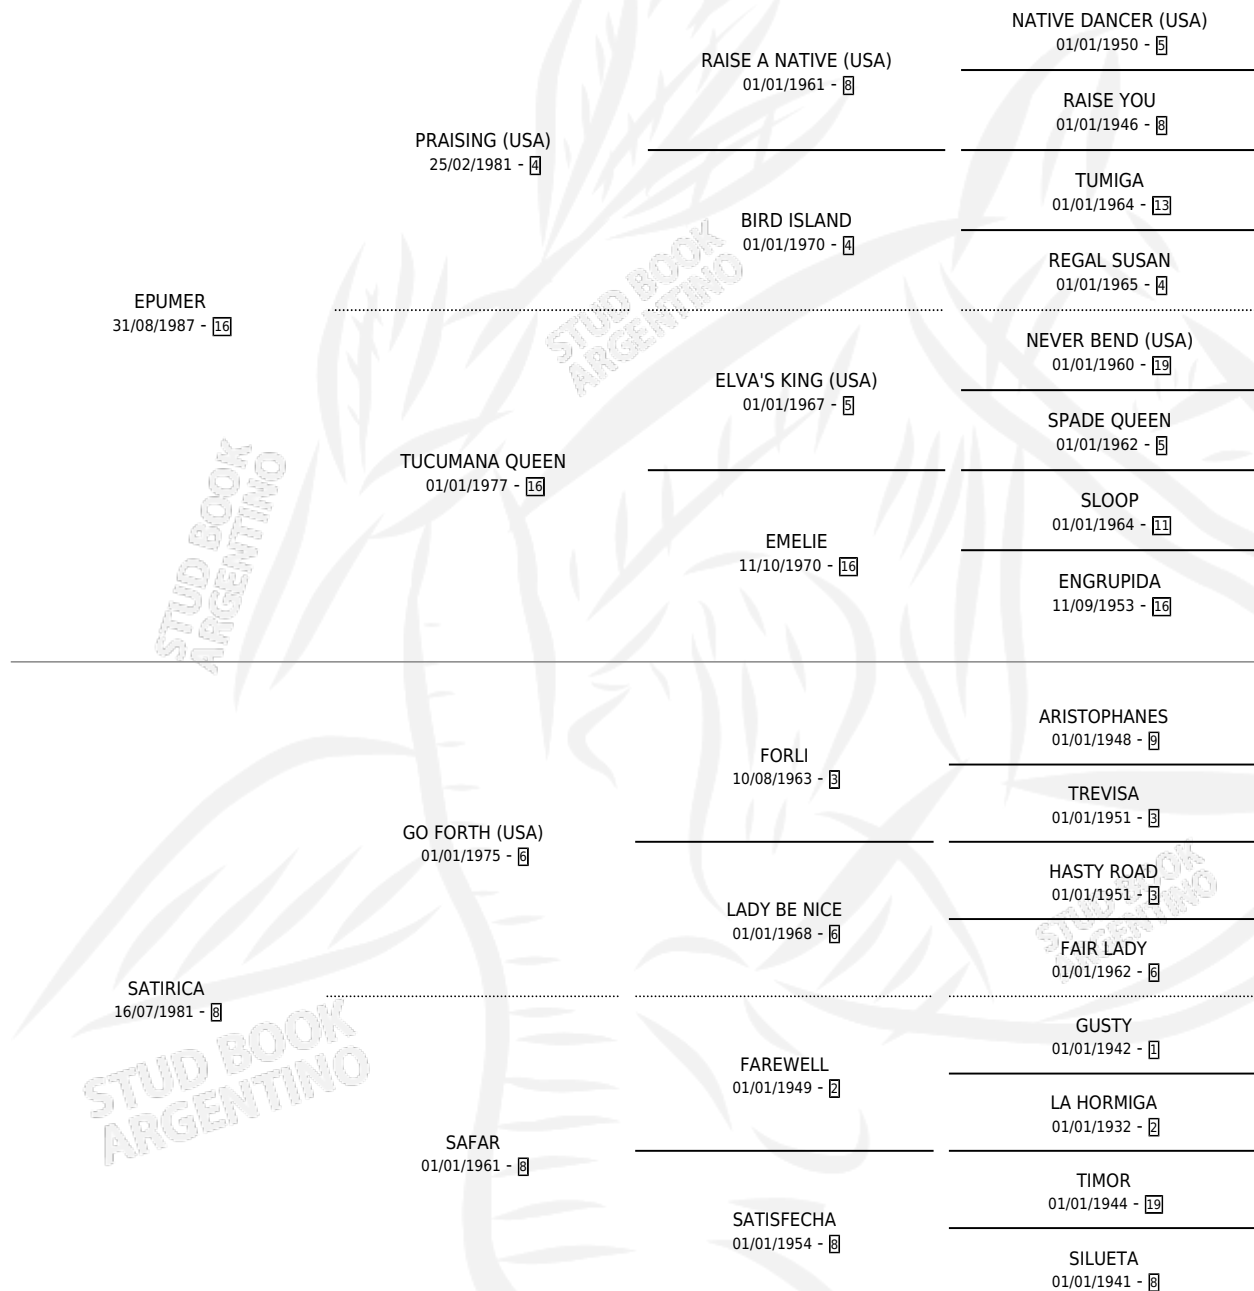 NATIVE DANCER (USA)
01/01/1950 - 5
RAISE A NATIVE (USA)
01/01/1961 - 8
RAISE YOU
01/01/1946 - 8
PRAISING (USA)
25/02/1981 - 4
TUMIGA
01/01/1964 - 13
BIRD ISLAND
01/01/1970 - 4
REGAL SUSAN
01/01/1965 - 4
EPUMER
31/08/1987 - 16
NEVER BEND (USA)
01/01/1960 - 19
ELVA'S KING (USA)
01/01/1967 - 5
SPADE QUEEN
01/01/1962 - 5
TUCUMANA QUEEN
01/01/1977 - 16
SLOOP
01/01/1964 - 11
EMELIE
11/10/1970 - 16
ENGRUPIDA
11/09/1953 - 16
ARISTOPHANES
01/01/1948 - 9
FORLI
10/08/1963 - 3
TREVISA
01/01/1951 - 3
GO FORTH (USA)
01/01/1975 - 6
HASTY ROAD
01/01/1951 - 3
LADY BE NICE
01/01/1968 - 6
FAIR LADY
01/01/1962 - 6
SATIRICA
16/07/1981 - 8
GUSTY
01/01/1942 - 1
FAREWELL
01/01/1949 - 2
LA HORMIGA
01/01/1932 - 2
SAFAR
01/01/1961 - 8
TIMOR
01/01/1944 - 19
SATISFECHA
01/01/1954 - 8
SILUETA
01/01/1941 - 8
STUD BOOK
ARGENTINO
STUD BOOK
ARGENTINO
STUD BOOK
ARGENTINO
STUD BOOK
ARGENTINO